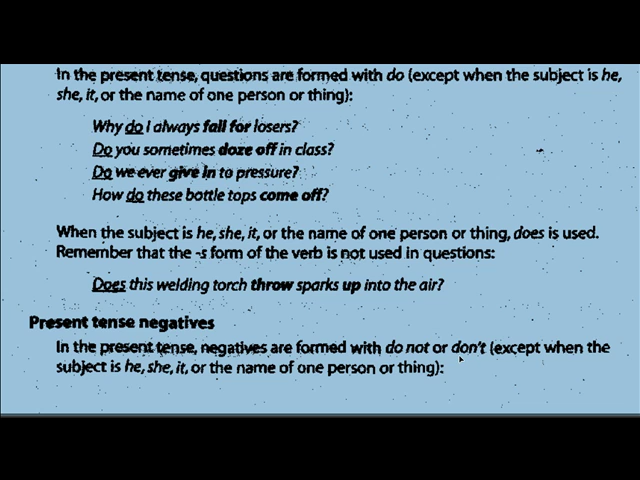 In the present tense, questions are formed with do (except when the subject is he,
she, it, or the name of one person or thing):
Why do I always fall for losers?
Do you sometimes doze off in class?
Do we ever give in to pressure?
How do these bottle tops come off?
When the subject is he, she, it, or the name of one person or thing, does is used.
Remember that the -s form of the verb is not used in questions:
Does this welding torch throw sparks up into the air?
Present tense negatives
In the present tense, negatives are formed with do not or don't (except when the
subject is he, she, it, or the name of one person or thing):